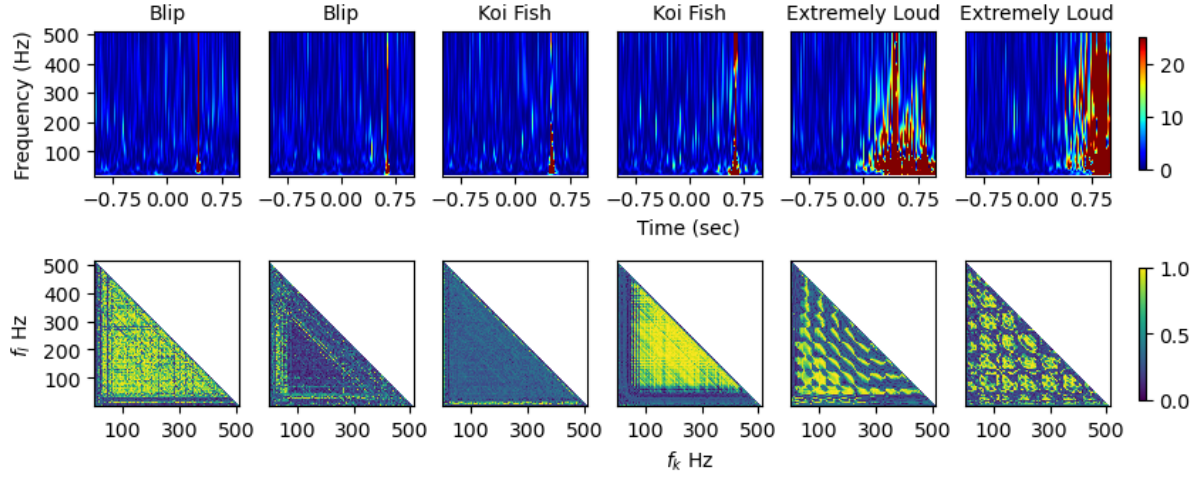 Blip Blip Koi Fish Koi Fish Extremely Loud Extremely Loud
Frequency (Hz)
500
400
300
200
100
20
10
0
−0.75 0.00 0.75 −0.75 0.00 0.75 −0.75 0.00 0.75 −0.75 0.00 0.75 −0.75 0.00 0.75 −0.75 0.00 0.75
Time (sec)
f_l Hz
500
400
300
200
100
1.0
0.5
0.0
100 300 500 100 300 500 100 300 500 100 300 500 100 300 500 100 300 500
f_k Hz